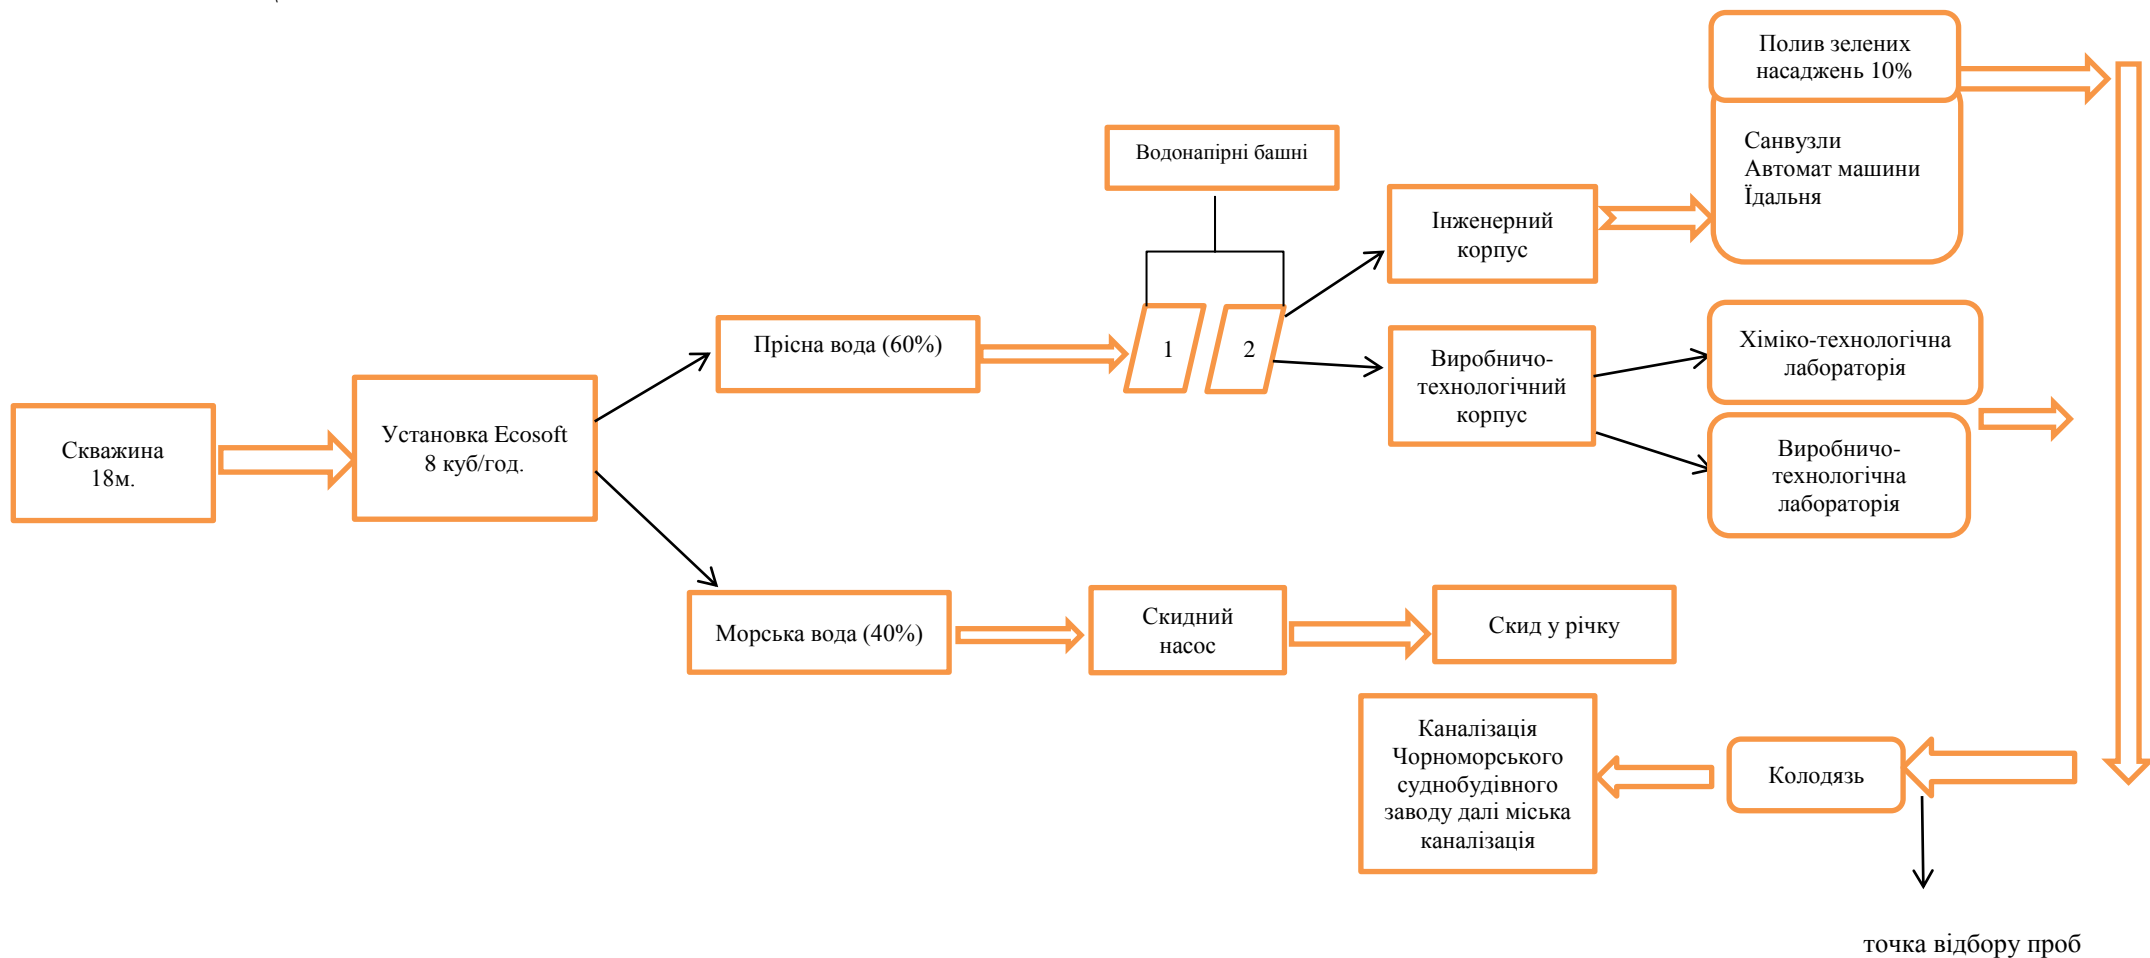 Полив зелених
насаджень 10%
Санвузли
Автомат машини
Їдальня
Водонапірні башні
Інженерний
корпус
Прісна вода (60%)
1
2
Виробничо-
технологічний
корпус
Хіміко-технологічна
лабораторія
Виробничо-
технологічна
лабораторія
Скважина
18м.
Установка Ecosoft
8 куб/год.
Морська вода (40%)
Скидний
насос
Скид у річку
Каналізація
Чорноморського
суднобудівного
заводу далі міська
каналізація
Колодязь
точка відбору проб